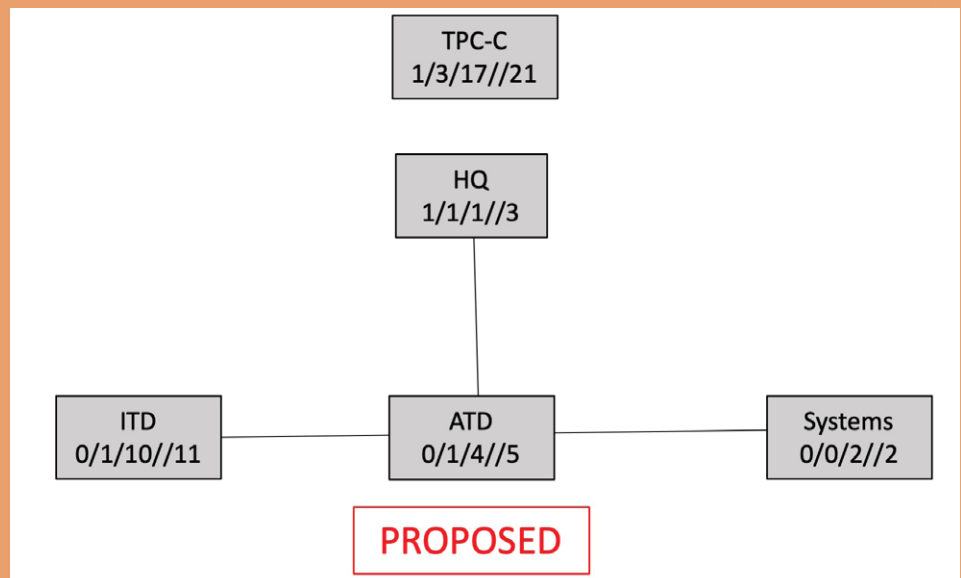 TPC-C
1/3/17//21
HQ
1/1/1//3
ITD
0/1/10//11
ATD
0/1/4//5
Systems
0/0/2//2
PROPOSED